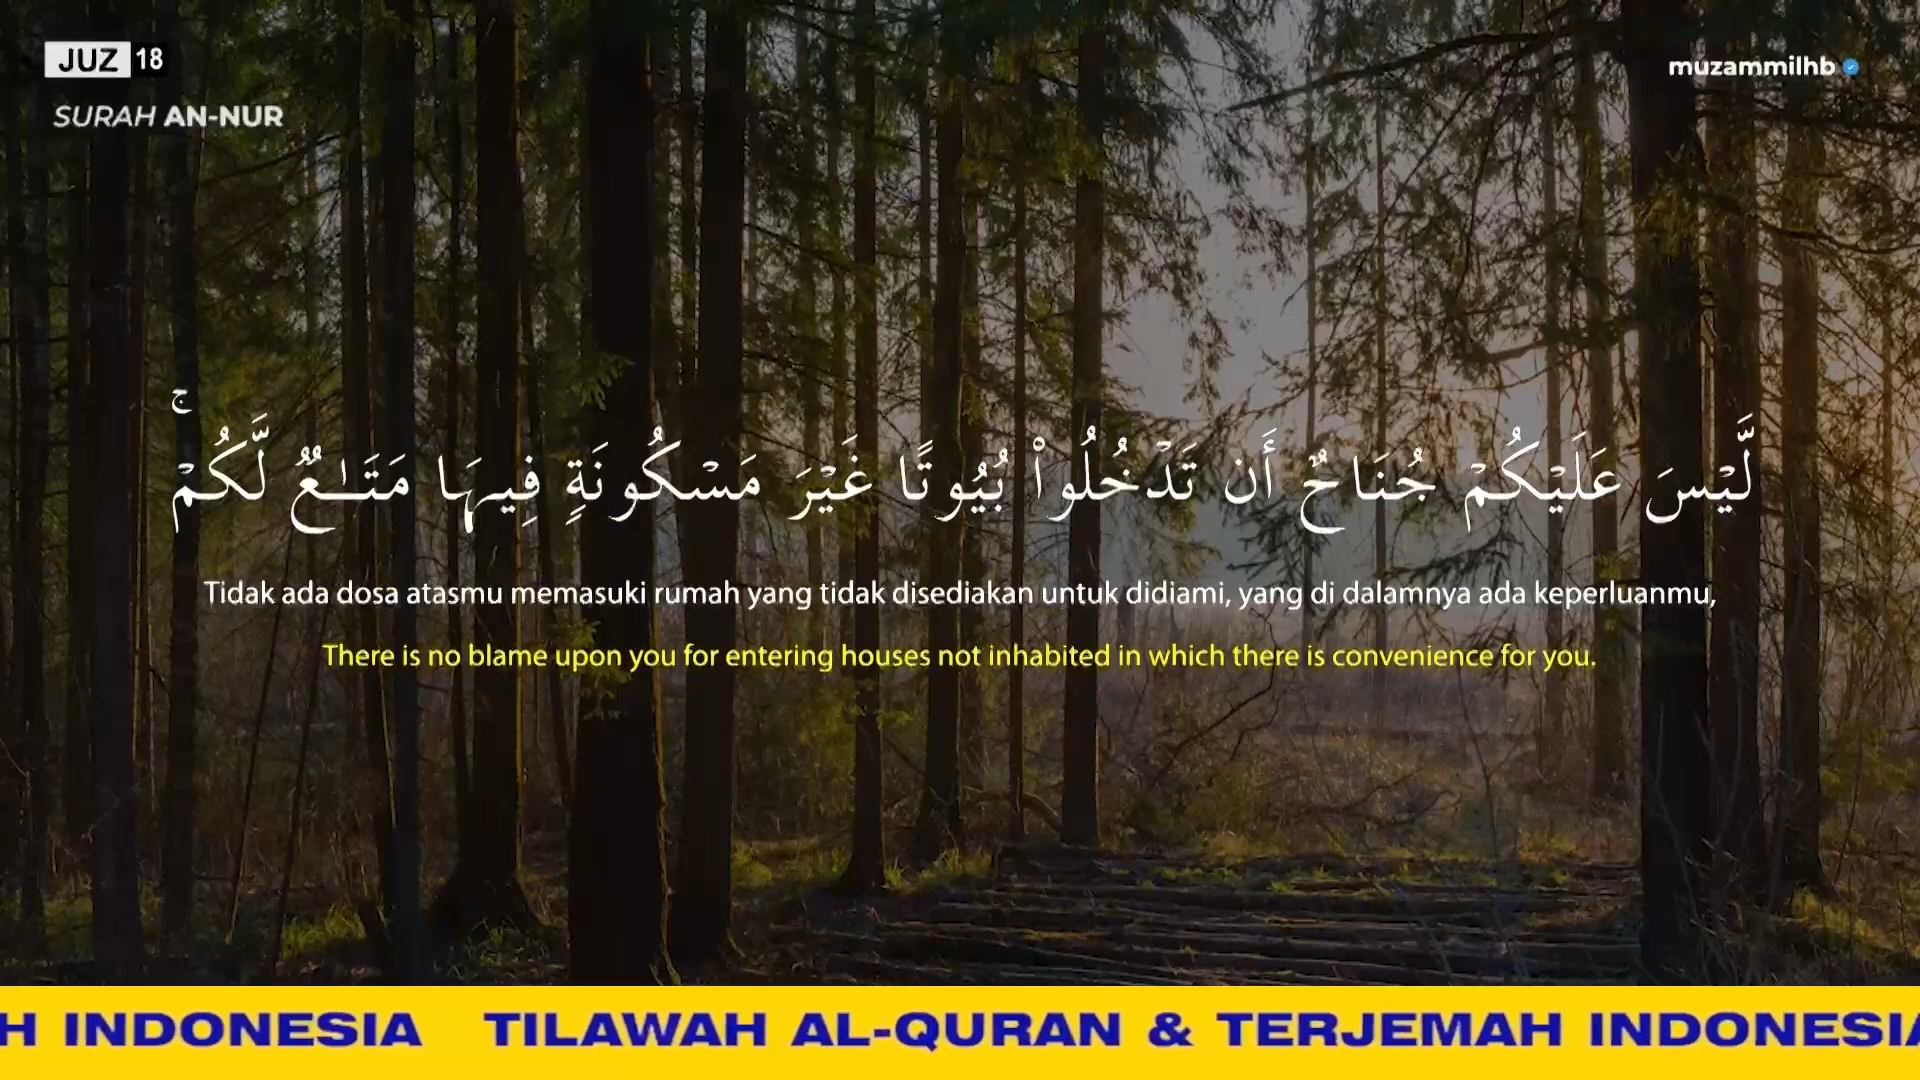 JUZ 18
muzammilhb
SURAH AN-NUR
لَّيْسَ عَلَيْكُمْ جُنَاحٌ أَن تَدْخُلُوا۟ بُيُوتًا غَيْرَ مَسْكُونَةٍ فِيهَا مَتَـٰعٌ لَّكُمْ ۚ
Tidak ada dosa atasmu memasuki rumah yang tidak disediakan untuk didiami, yang di dalamnya ada keperluanmu,
There is no blame upon you for entering houses not inhabited in which there is convenience for you.
H INDONESIA TILAWAH AL-QURAN & TERJEMAH INDONESIA